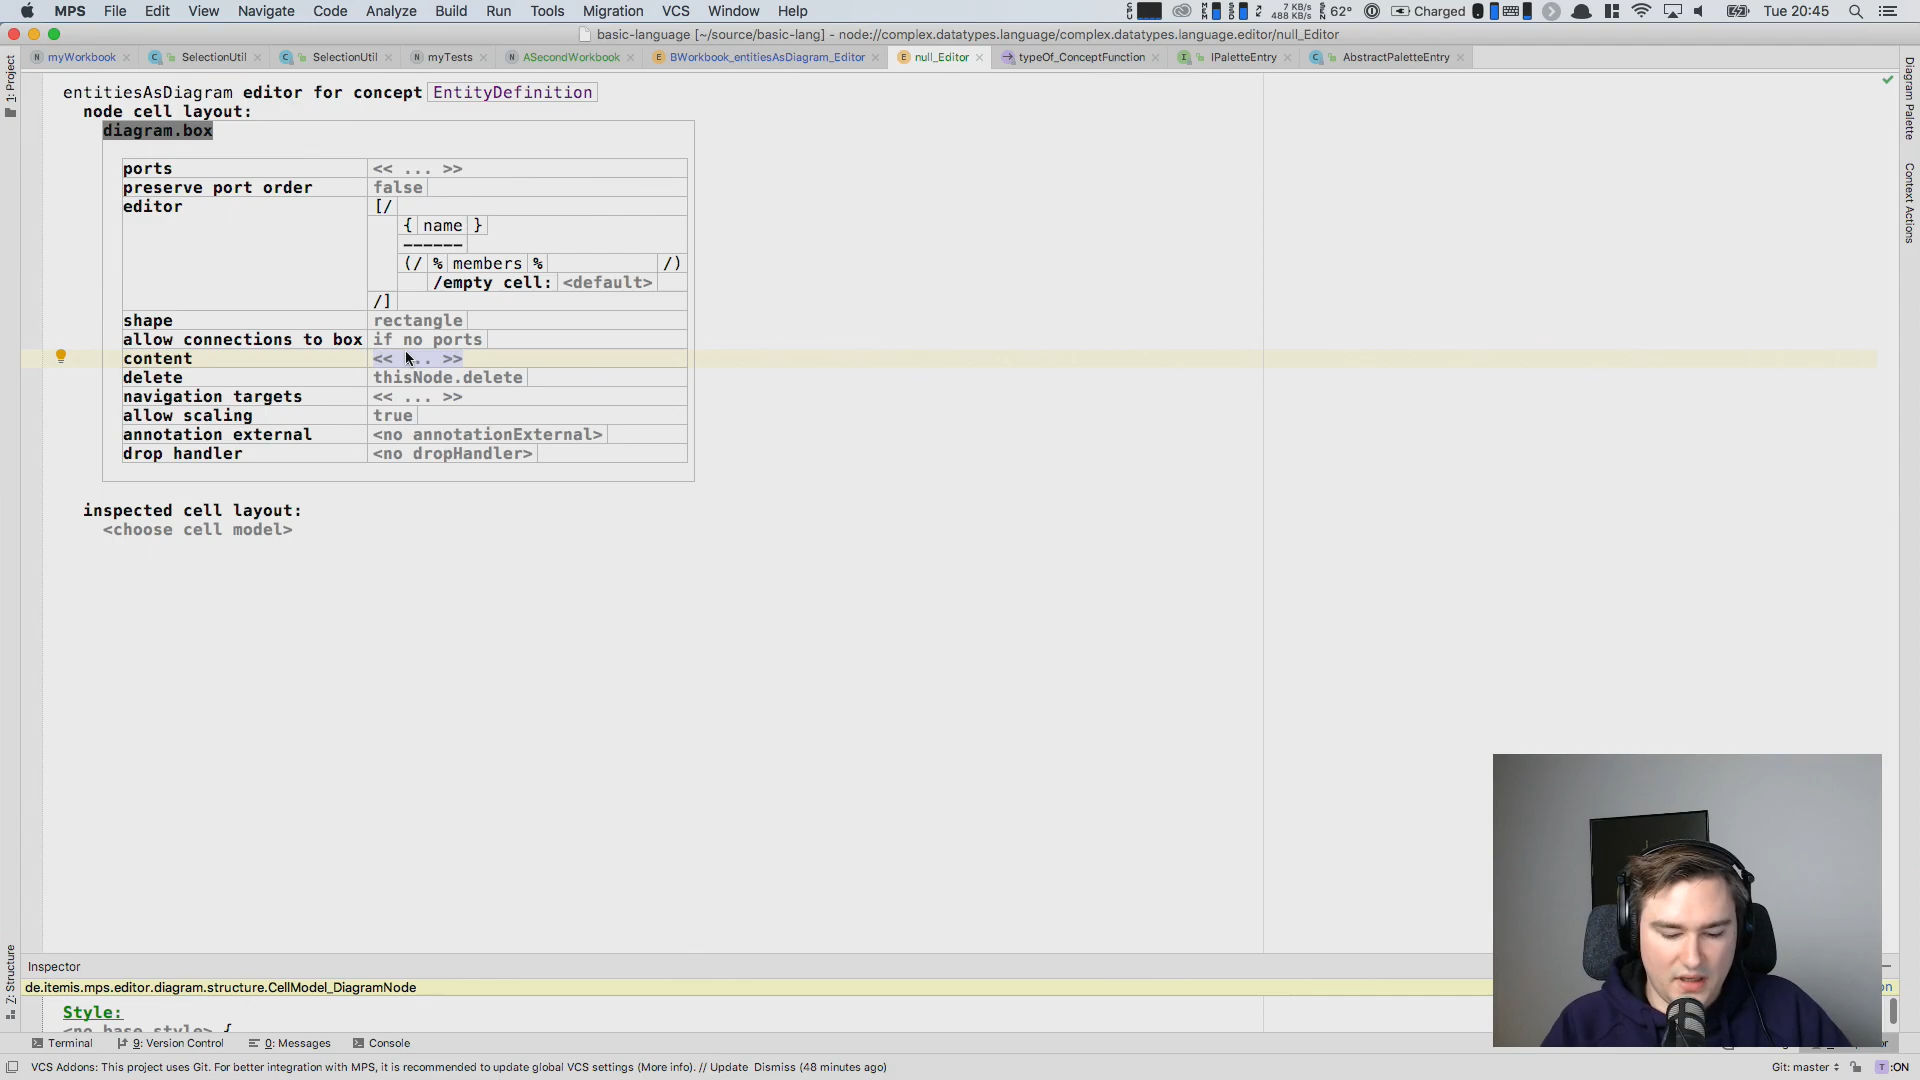 MPS File Edit View Navigate Code Analyze Build Run Tools Migration VCS Window Help
7 KB/s
488 KB/s
62° Charged Tue 20:45
basic-language [~/source/basic-lang] - node://complex.datatypes.language/complex.datatypes.language.editor/null_Editor
myWorkbook SelectionUtil SelectionUtil myTests ASecondWorkbook BWorkbook_entitiesAsDiagram_Editor null_Editor typeOf_ConceptFunction IPaletteEntry AbstractPaletteEntry
1: Project
Diagram Palette
Context Actions
entitiesAsDiagram editor for concept EntityDefinition
node cell layout:
diagram.box
ports << ... >>
preserve port order false
editor [/
{ name }
------
(/ % members % /)
/empty cell: <default>
/]
shape rectangle
allow connections to box if no ports
content << ... >>
delete thisNode.delete
navigation targets << ... >>
allow scaling true
annotation external <no annotationExternal>
drop handler <no dropHandler>
inspected cell layout:
<choose cell model>
Z: Structure
Inspector
de.itemis.mps.editor.diagram.structure.CellModel_DiagramNode
Style:
<no base style> {
Terminal 9: Version Control 0: Messages Console
VCS Addons: This project uses Git. For better integration with MPS, it is recommended to update global VCS settings (More info). // Update Dismiss (48 minutes ago)
Git: master T :ON